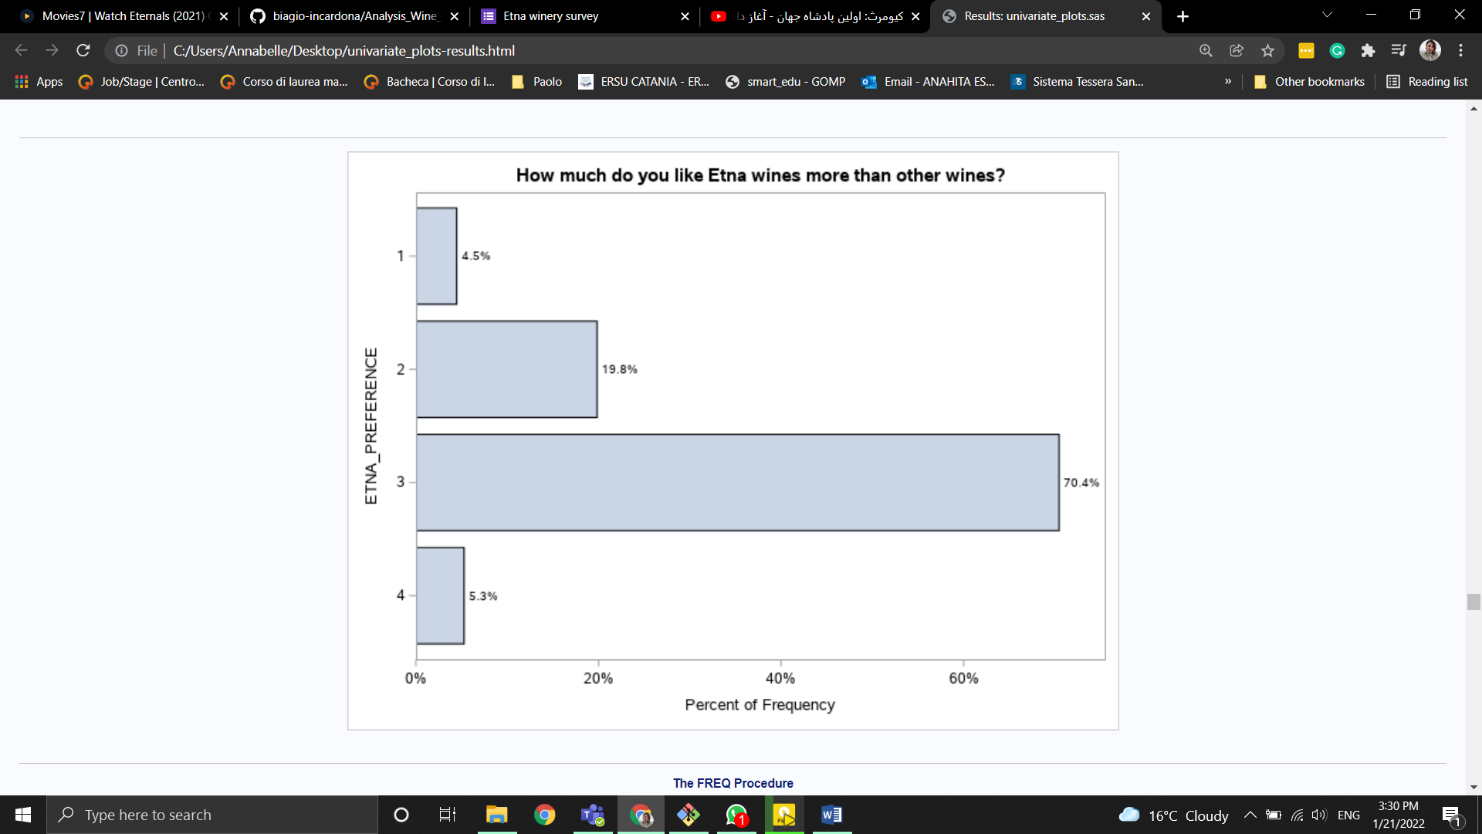 Movies7 | Watch Eternals (2021)
biagio-incardona/Analysis_Wine_
Etna winery survey
کیومرث: اولین پادشاه جهان - آغاز دا
Results: univariate_plots.sas
File | C:/Users/Annabelle/Desktop/univariate_plots-results.html
Apps
Job/Stage | Centro...
Corso di laurea ma...
Bacheca | Corso di l...
Paolo
ERSU CATANIA - ER...
smart_edu - GOMP
Email - ANAHITA ES...
Sistema Tessera San...
»
Other bookmarks
Reading list
How much do you like Etna wines more than other wines?
ETNA_PREFERENCE
1
4.5%
2
19.8%
3
70.4%
4
5.3%
0% 20% 40% 60%
Percent of Frequency
The FREQ Procedure
Type here to search
1
16°C Cloudy
ENG
3:30 PM
1/21/2022
1